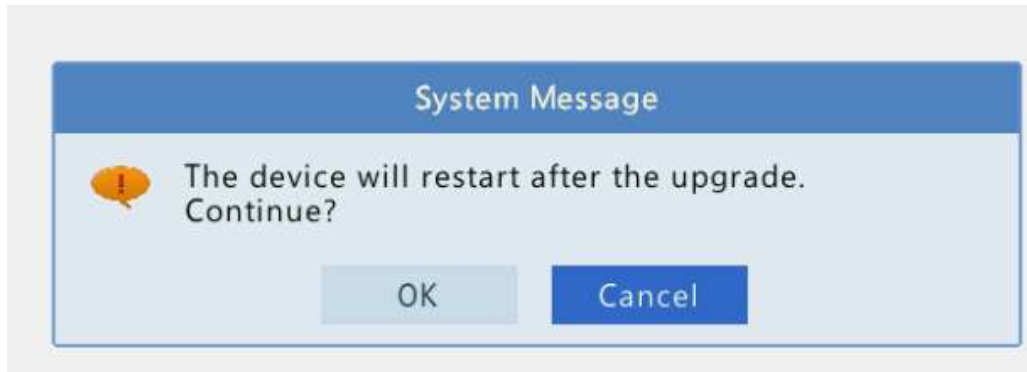 System Message
The device will restart after the upgrade.
Continue?
OK
Cancel